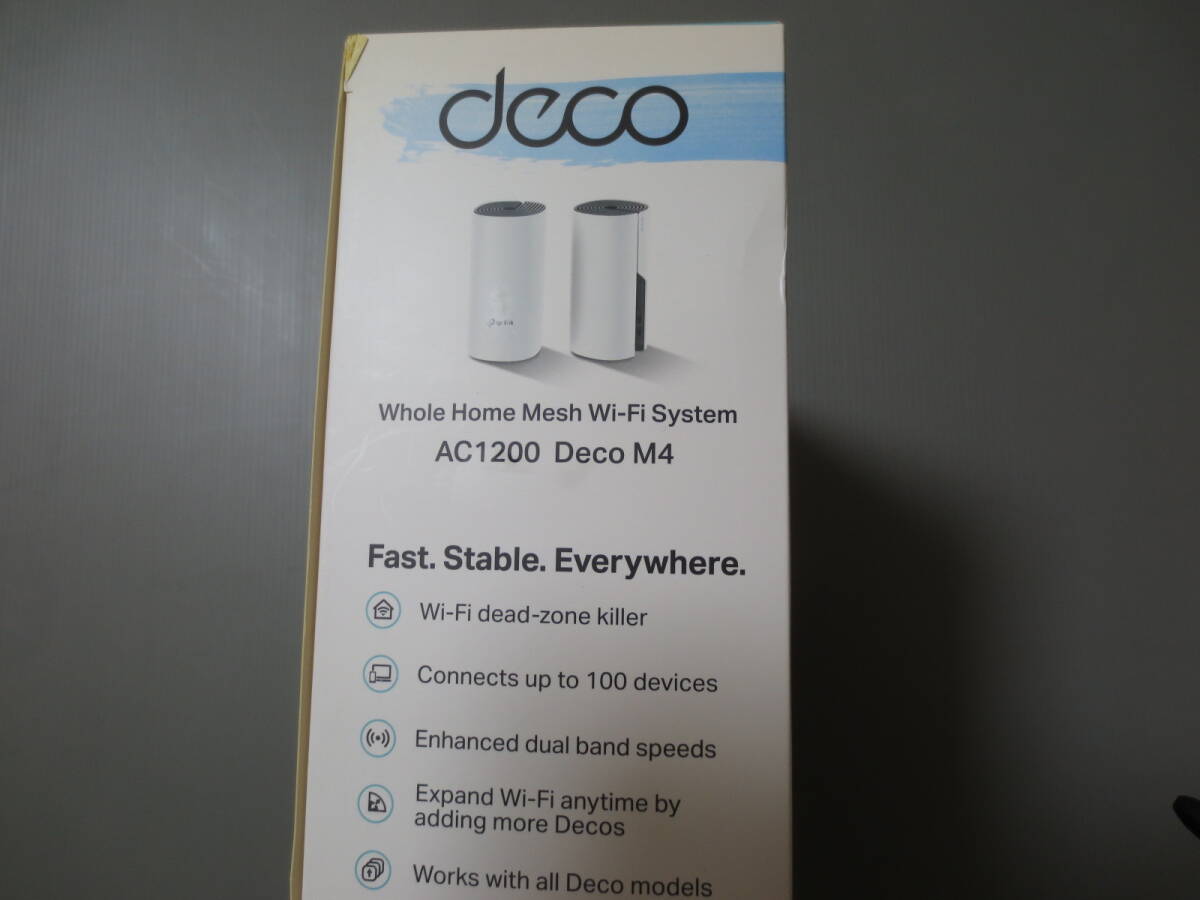 deco
tp-link
Whole Home Mesh Wi-Fi System
AC1200 Deco M4
Fast. Stable. Everywhere.
Wi-Fi dead-zone killer
Connects up to 100 devices
Enhanced dual band speeds
Expand Wi-Fi anytime by
adding more Decos
Works with all Deco models